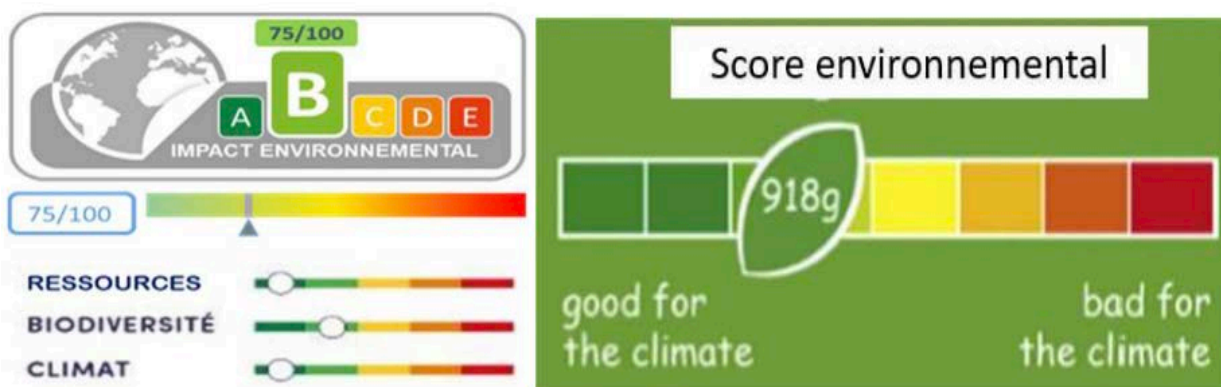 75/100
A B C D E
IMPACT ENVIRONNEMENTAL
75/100
RESSOURCES
BIODIVERSITÉ
CLIMAT
Score environnemental
918g
good for
the climate
bad for
the climate